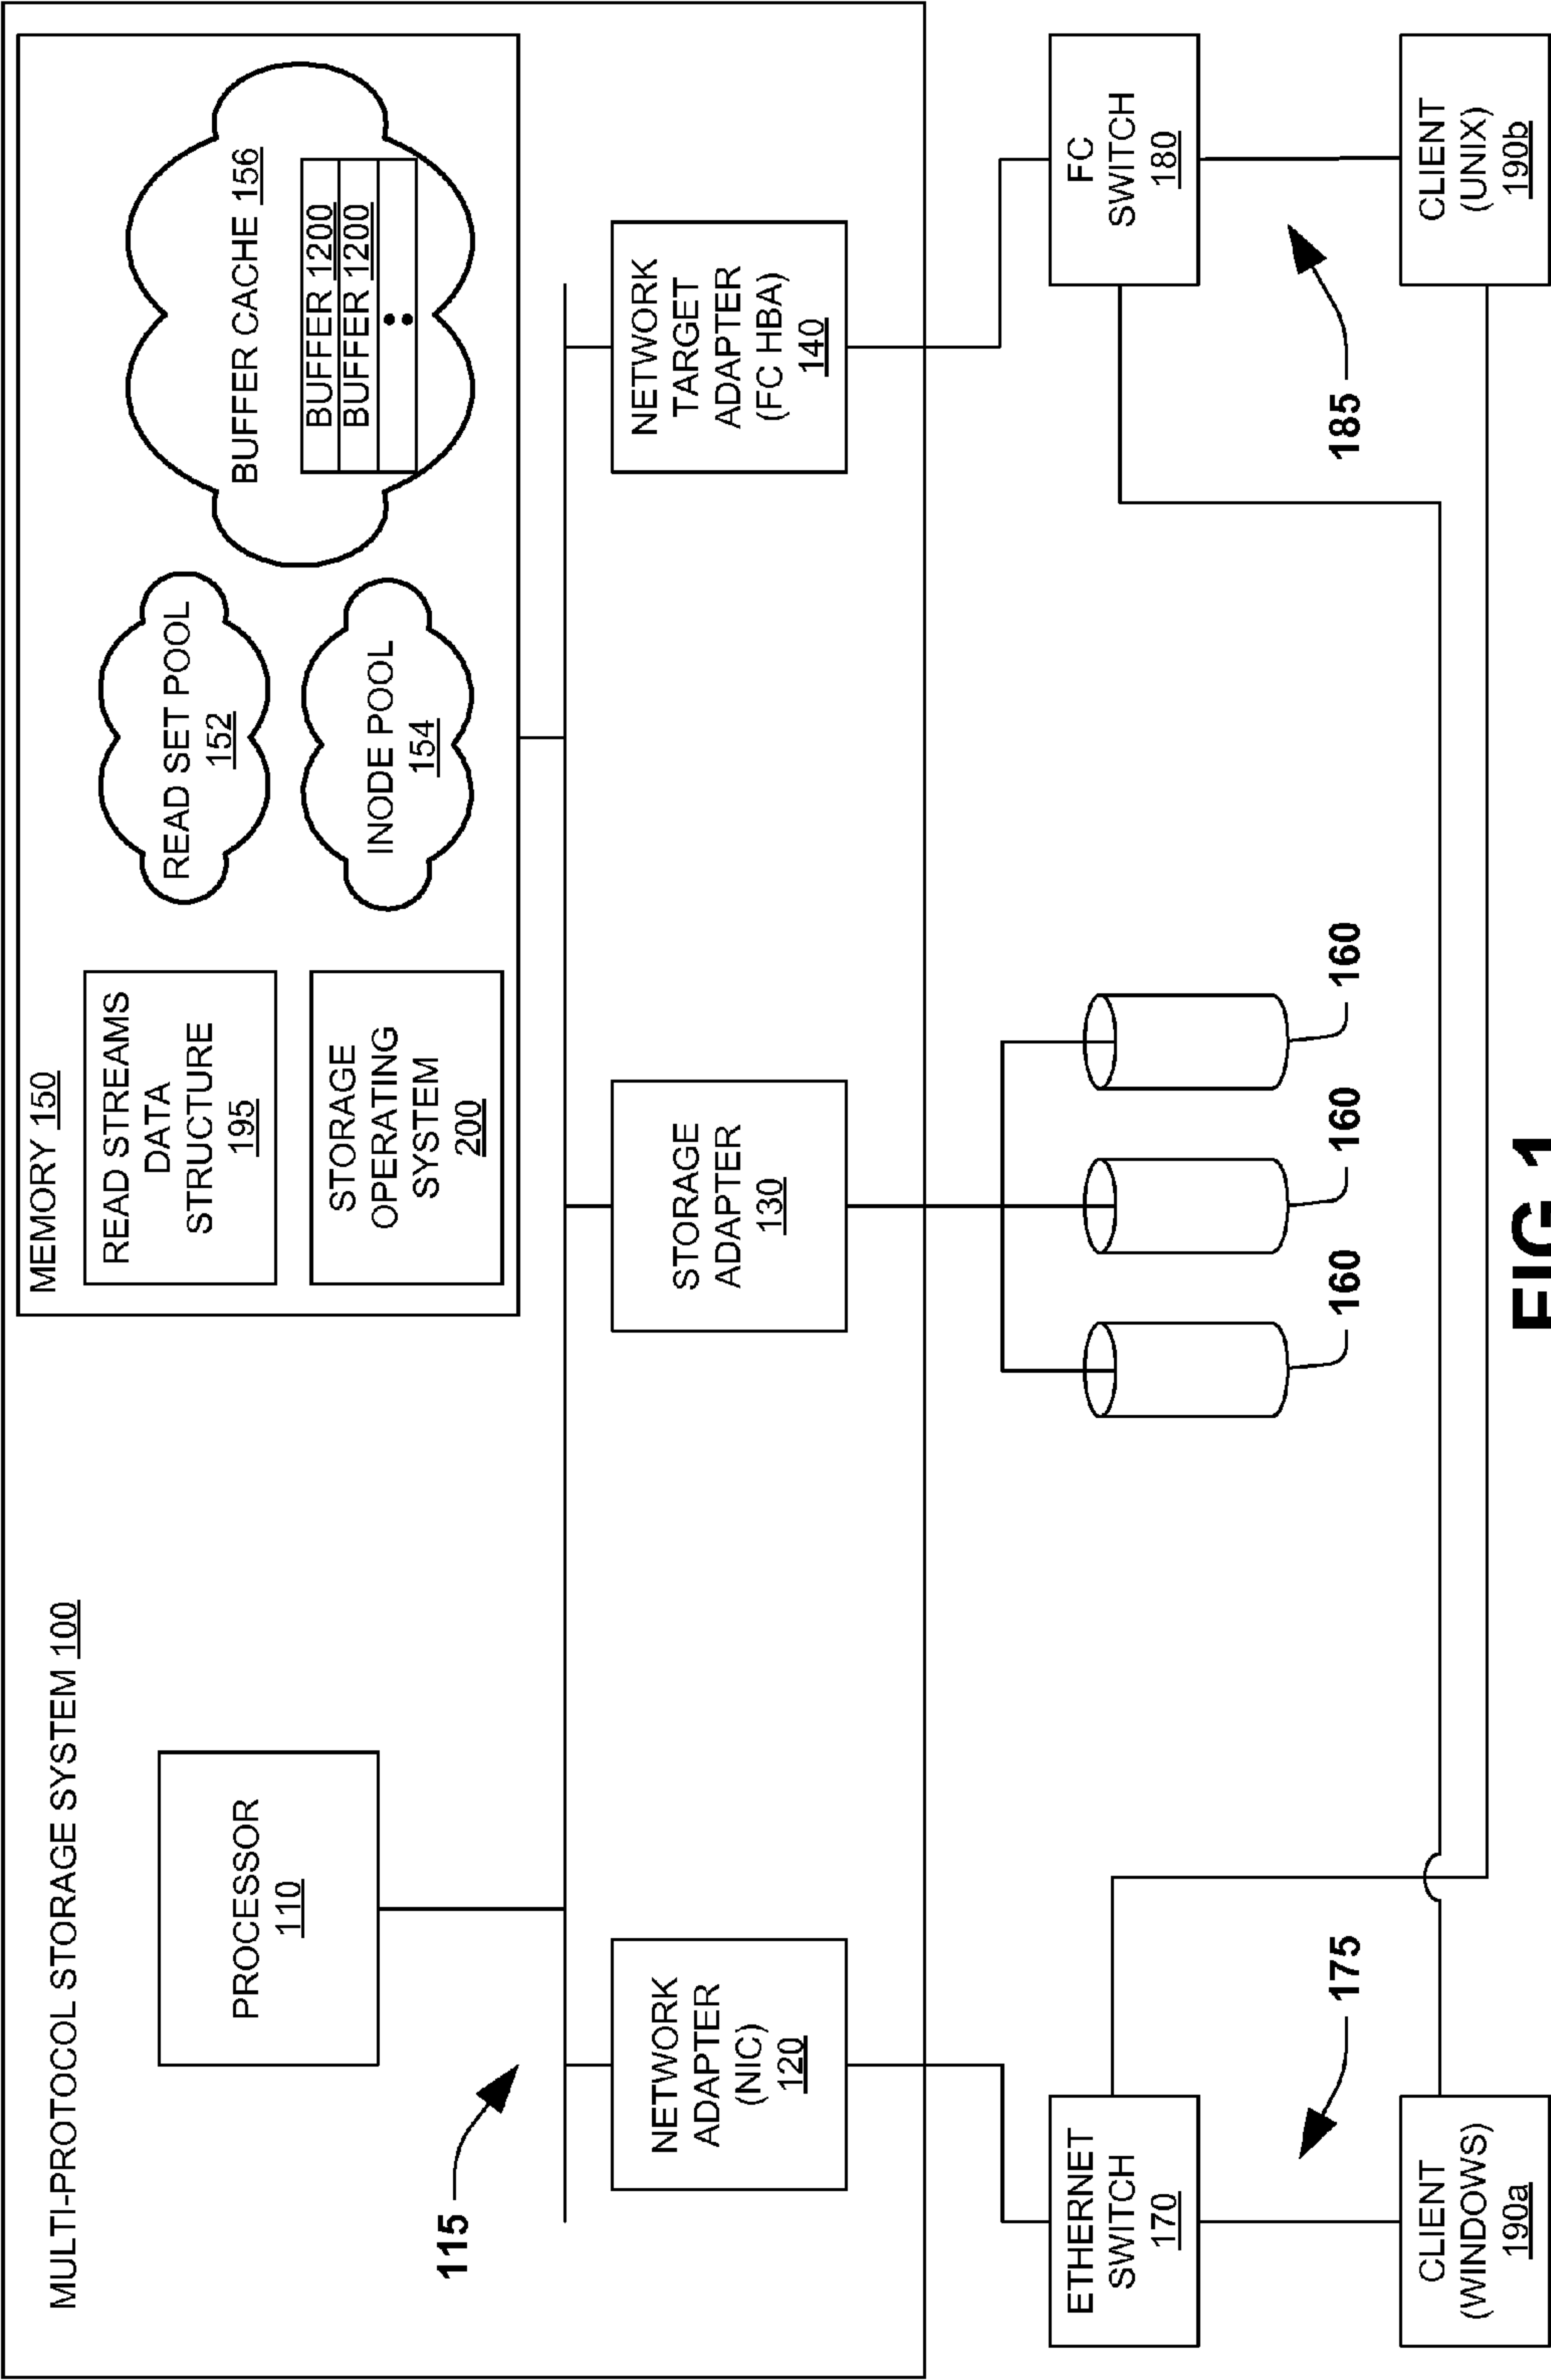 MULTI-PROTOCOL STORAGE SYSTEM 100
PROCESSOR
110
115
MEMORY 150
READ STREAMS
DATA
STRUCTURE
195
STORAGE
OPERATING
SYSTEM
200
READ SET POOL
152
INODE POOL
154
BUFFER CACHE 156
BUFFER 1200
BUFFER 1200
NETWORK
ADAPTER
(NIC)
120
STORAGE
ADAPTER
130
NETWORK
TARGET
ADAPTER
(FC HBA)
140
ETHERNET
SWITCH
170
160
160
160
FC
SWITCH
180
175
185
CLIENT
(WINDOWS)
190a
CLIENT
(UNIX)
190b
FIG 1